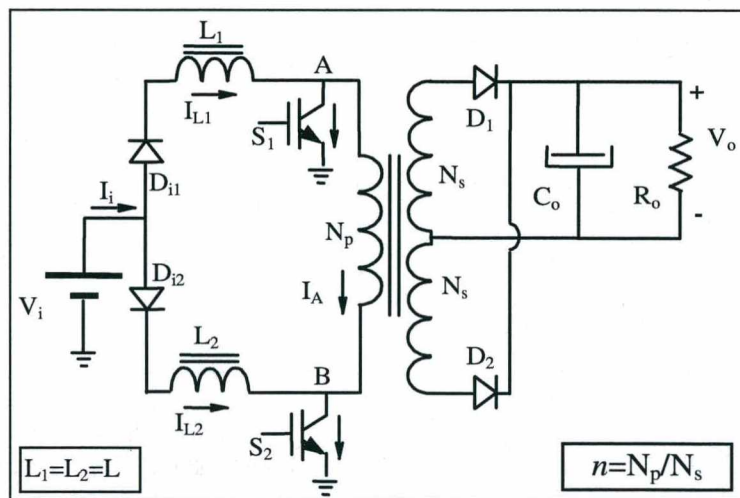 L1
A
IL1
S1
D1
+
Vo
Di1
Ii
Ns
Co
Ro
Np
-
Di2
IA
Ns
Vi
L2
D2
B
IL2
S2
L1=L2=L
n=Np/Ns